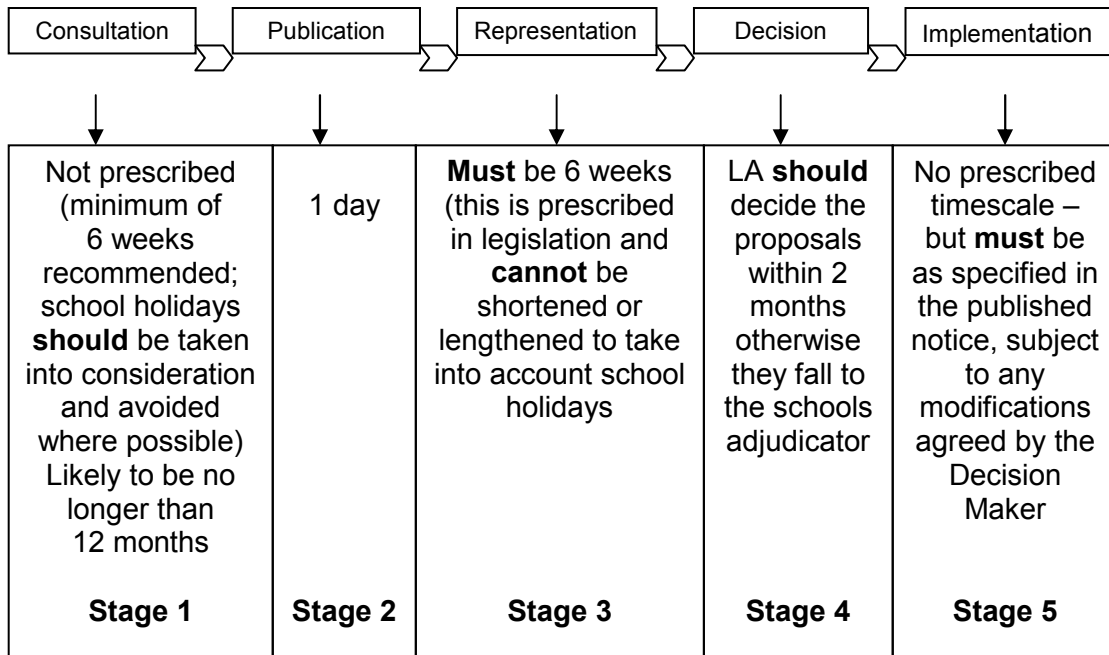 Consultation
Publication
Representation
Decision
Implementation
Not prescribed
(minimum of
6 weeks
recommended;
school holidays
should be taken
into consideration
and avoided
where possible)
Likely to be no
longer than
12 months
Stage 1
1 day
Stage 2
Must be 6 weeks
(this is prescribed
in legislation and
cannot be
shortened or
lengthened to take
into account school
holidays
Stage 3
LA should
decide the
proposals
within 2
months
otherwise
they fall to
the schools
adjudicator
Stage 4
No prescribed
timescale –
but must be
as specified in
the published
notice, subject
to any
modifications
agreed by the
Decision
Maker
Stage 5